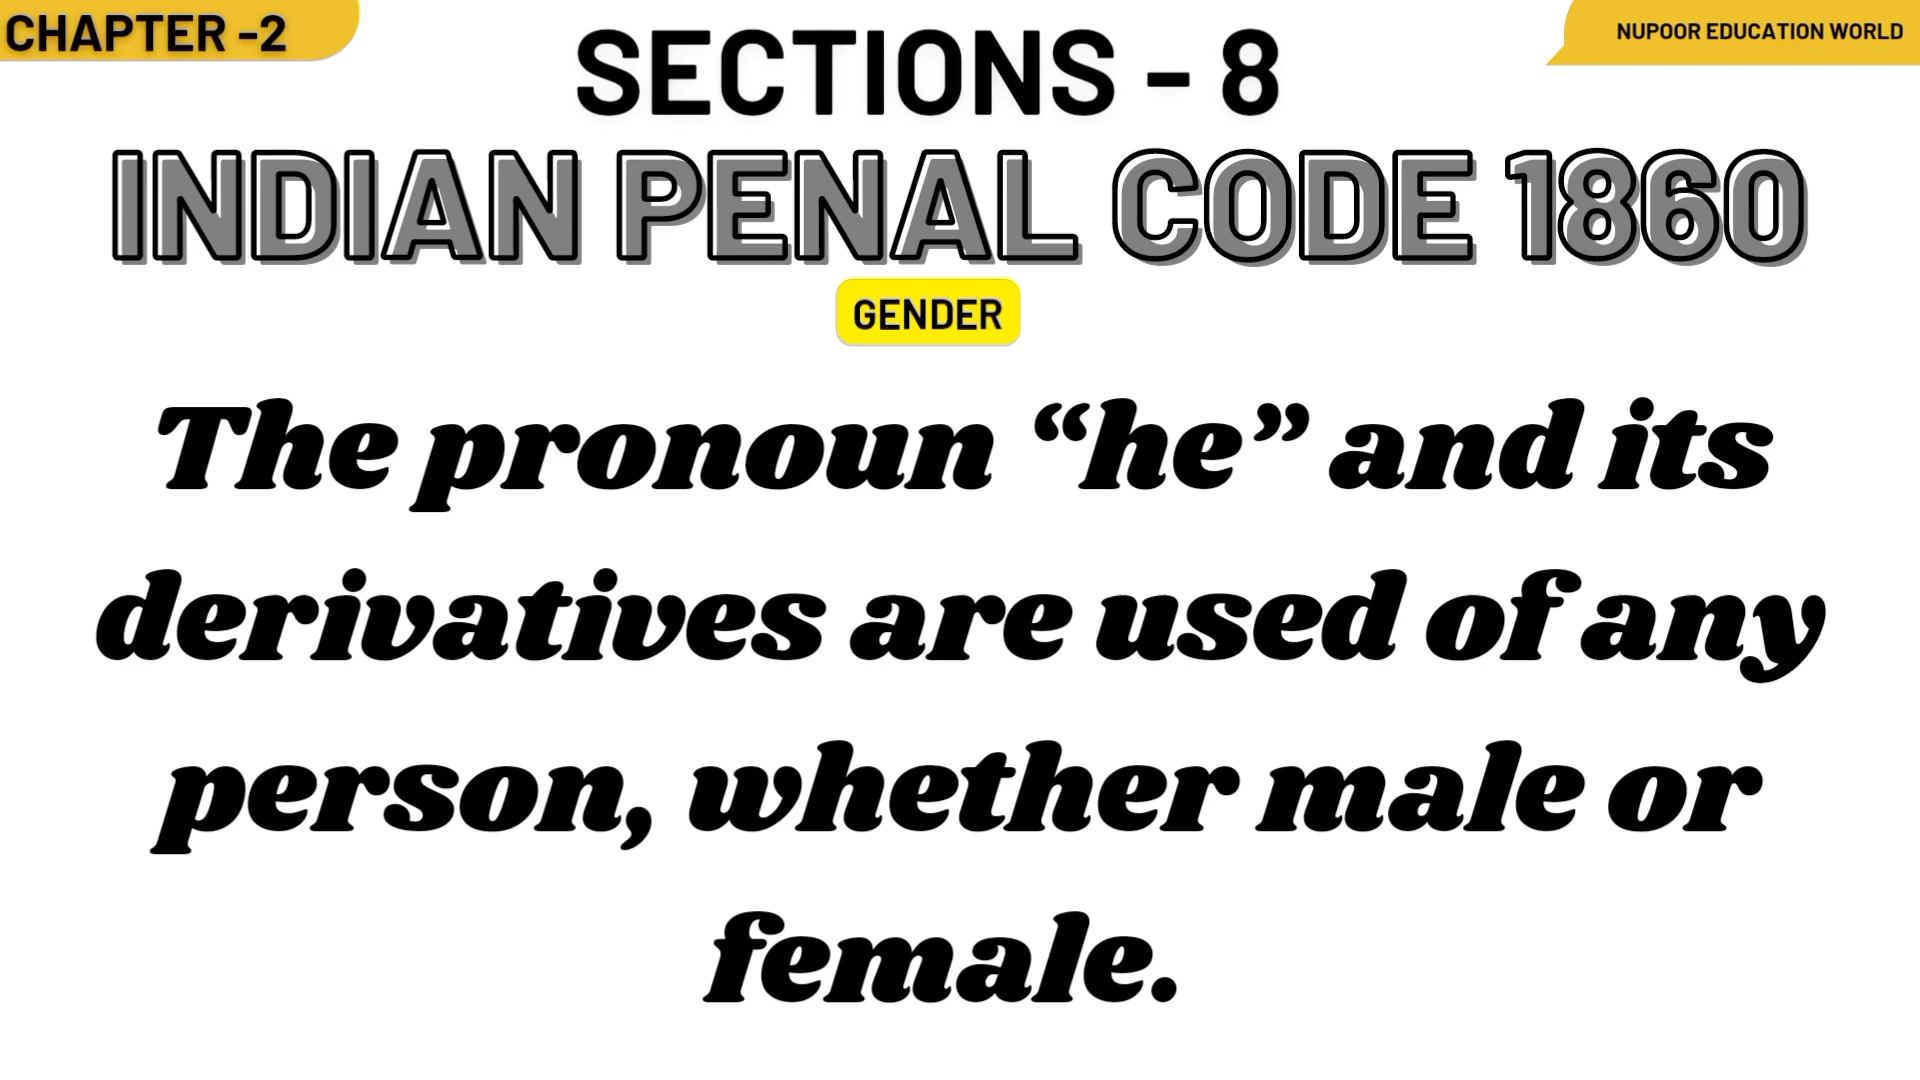 CHAPTER -2
NUPOOR EDUCATION WORLD
SECTIONS - 8
INDIAN PENAL CODE 1860
GENDER
The pronoun “he” and its
derivatives are used of any
person, whether male or
female.